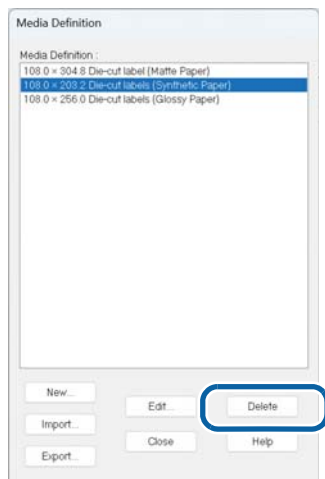 Media Definition
Media Definition :
108.0 × 304.8 Die-cut label (Matte Paper)
108.0 × 203.2 Die-cut labels (Synthetic Paper)
108.0 × 256.0 Die-cut labels (Glossy Paper)
New...
Edit...
Delete
Import...
Close
Help
Export...